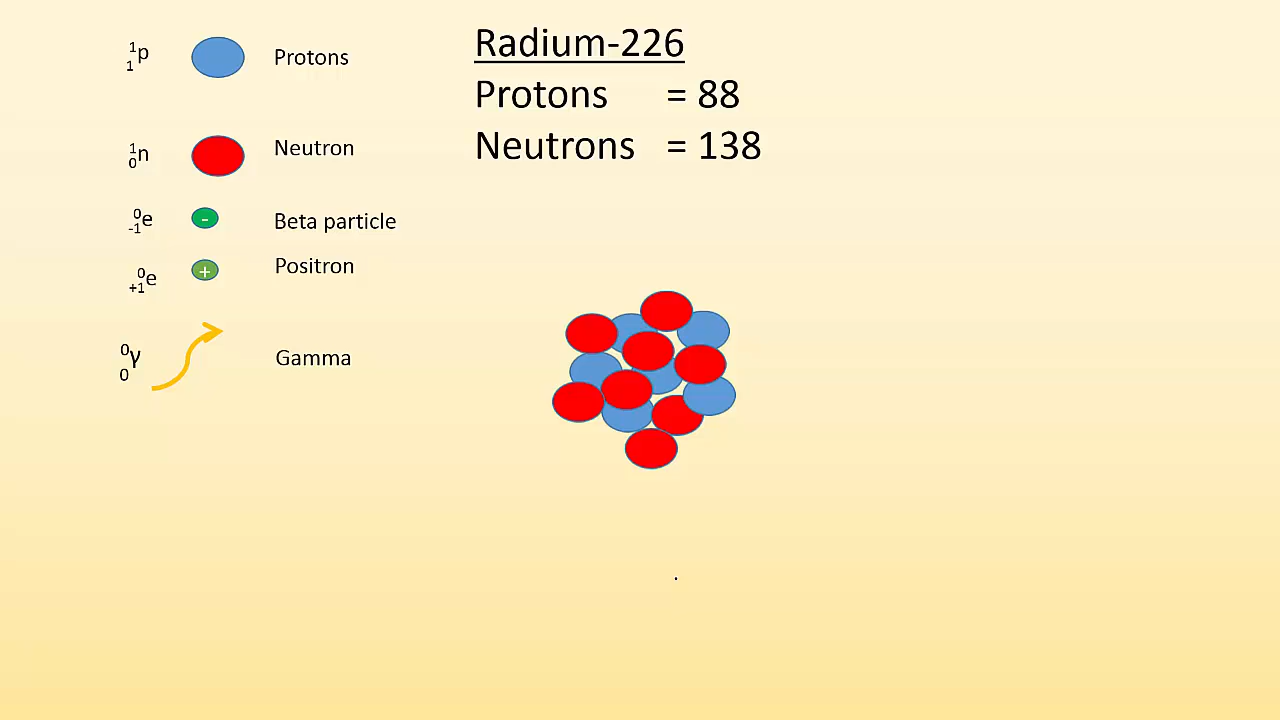 Radium-226
Protons = 88
Neutrons = 138
1
1p Protons
1
0n Neutron
0
-1e - Beta particle
0
+1e + Positron
0
0γ Gamma
.